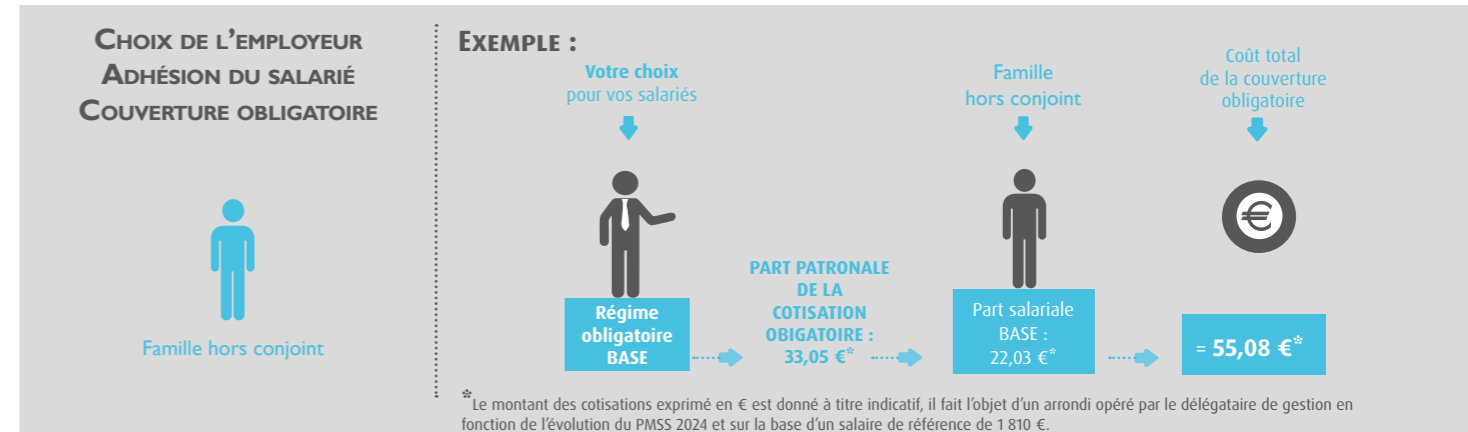 CHOIX DE L'EMPLOYEUR
ADHÉSION DU SALARIÉ
COUVERTURE OBLIGATOIRE
Famille hors conjoint
EXEMPLE :
Votre choix
pour vos salariés
Régime
obligatoire
BASE
PART PATRONALE
DE LA
COTISATION
OBIGATOIRE :
33,05 €*
Famille
hors conjoint
Part salariale
BASE :
22,03 €*
Coût total
de la couverture
obligatoire
€
= 55,08 €*
*Le montant des cotisations exprimé en € est donné à titre indicatif, il fait l'objet d'un arrondi opéré par le délégataire de gestion en
fonction de l'évolution du PMSS 2024 et sur la base d'un salaire de référence de 1 810 €.